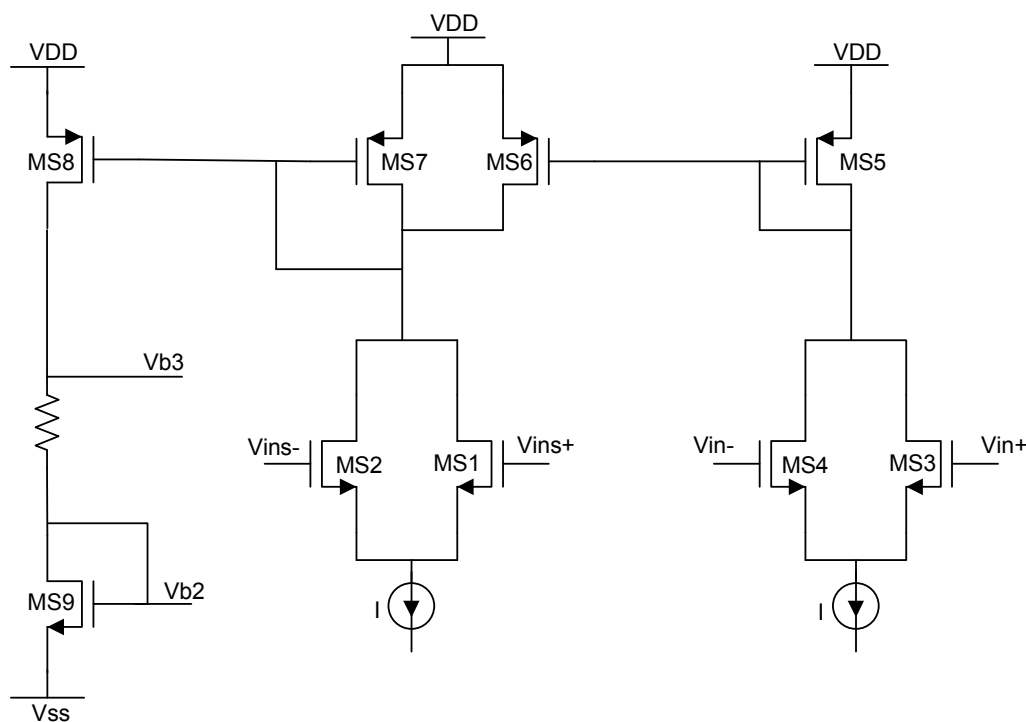 VDD
VDD
VDD
MS8
MS7
MS6
MS5
Vb3
Vins-
MS2
MS1
Vins+
Vin-
MS4
MS3
Vin+
MS9
Vb2
I
I
Vss